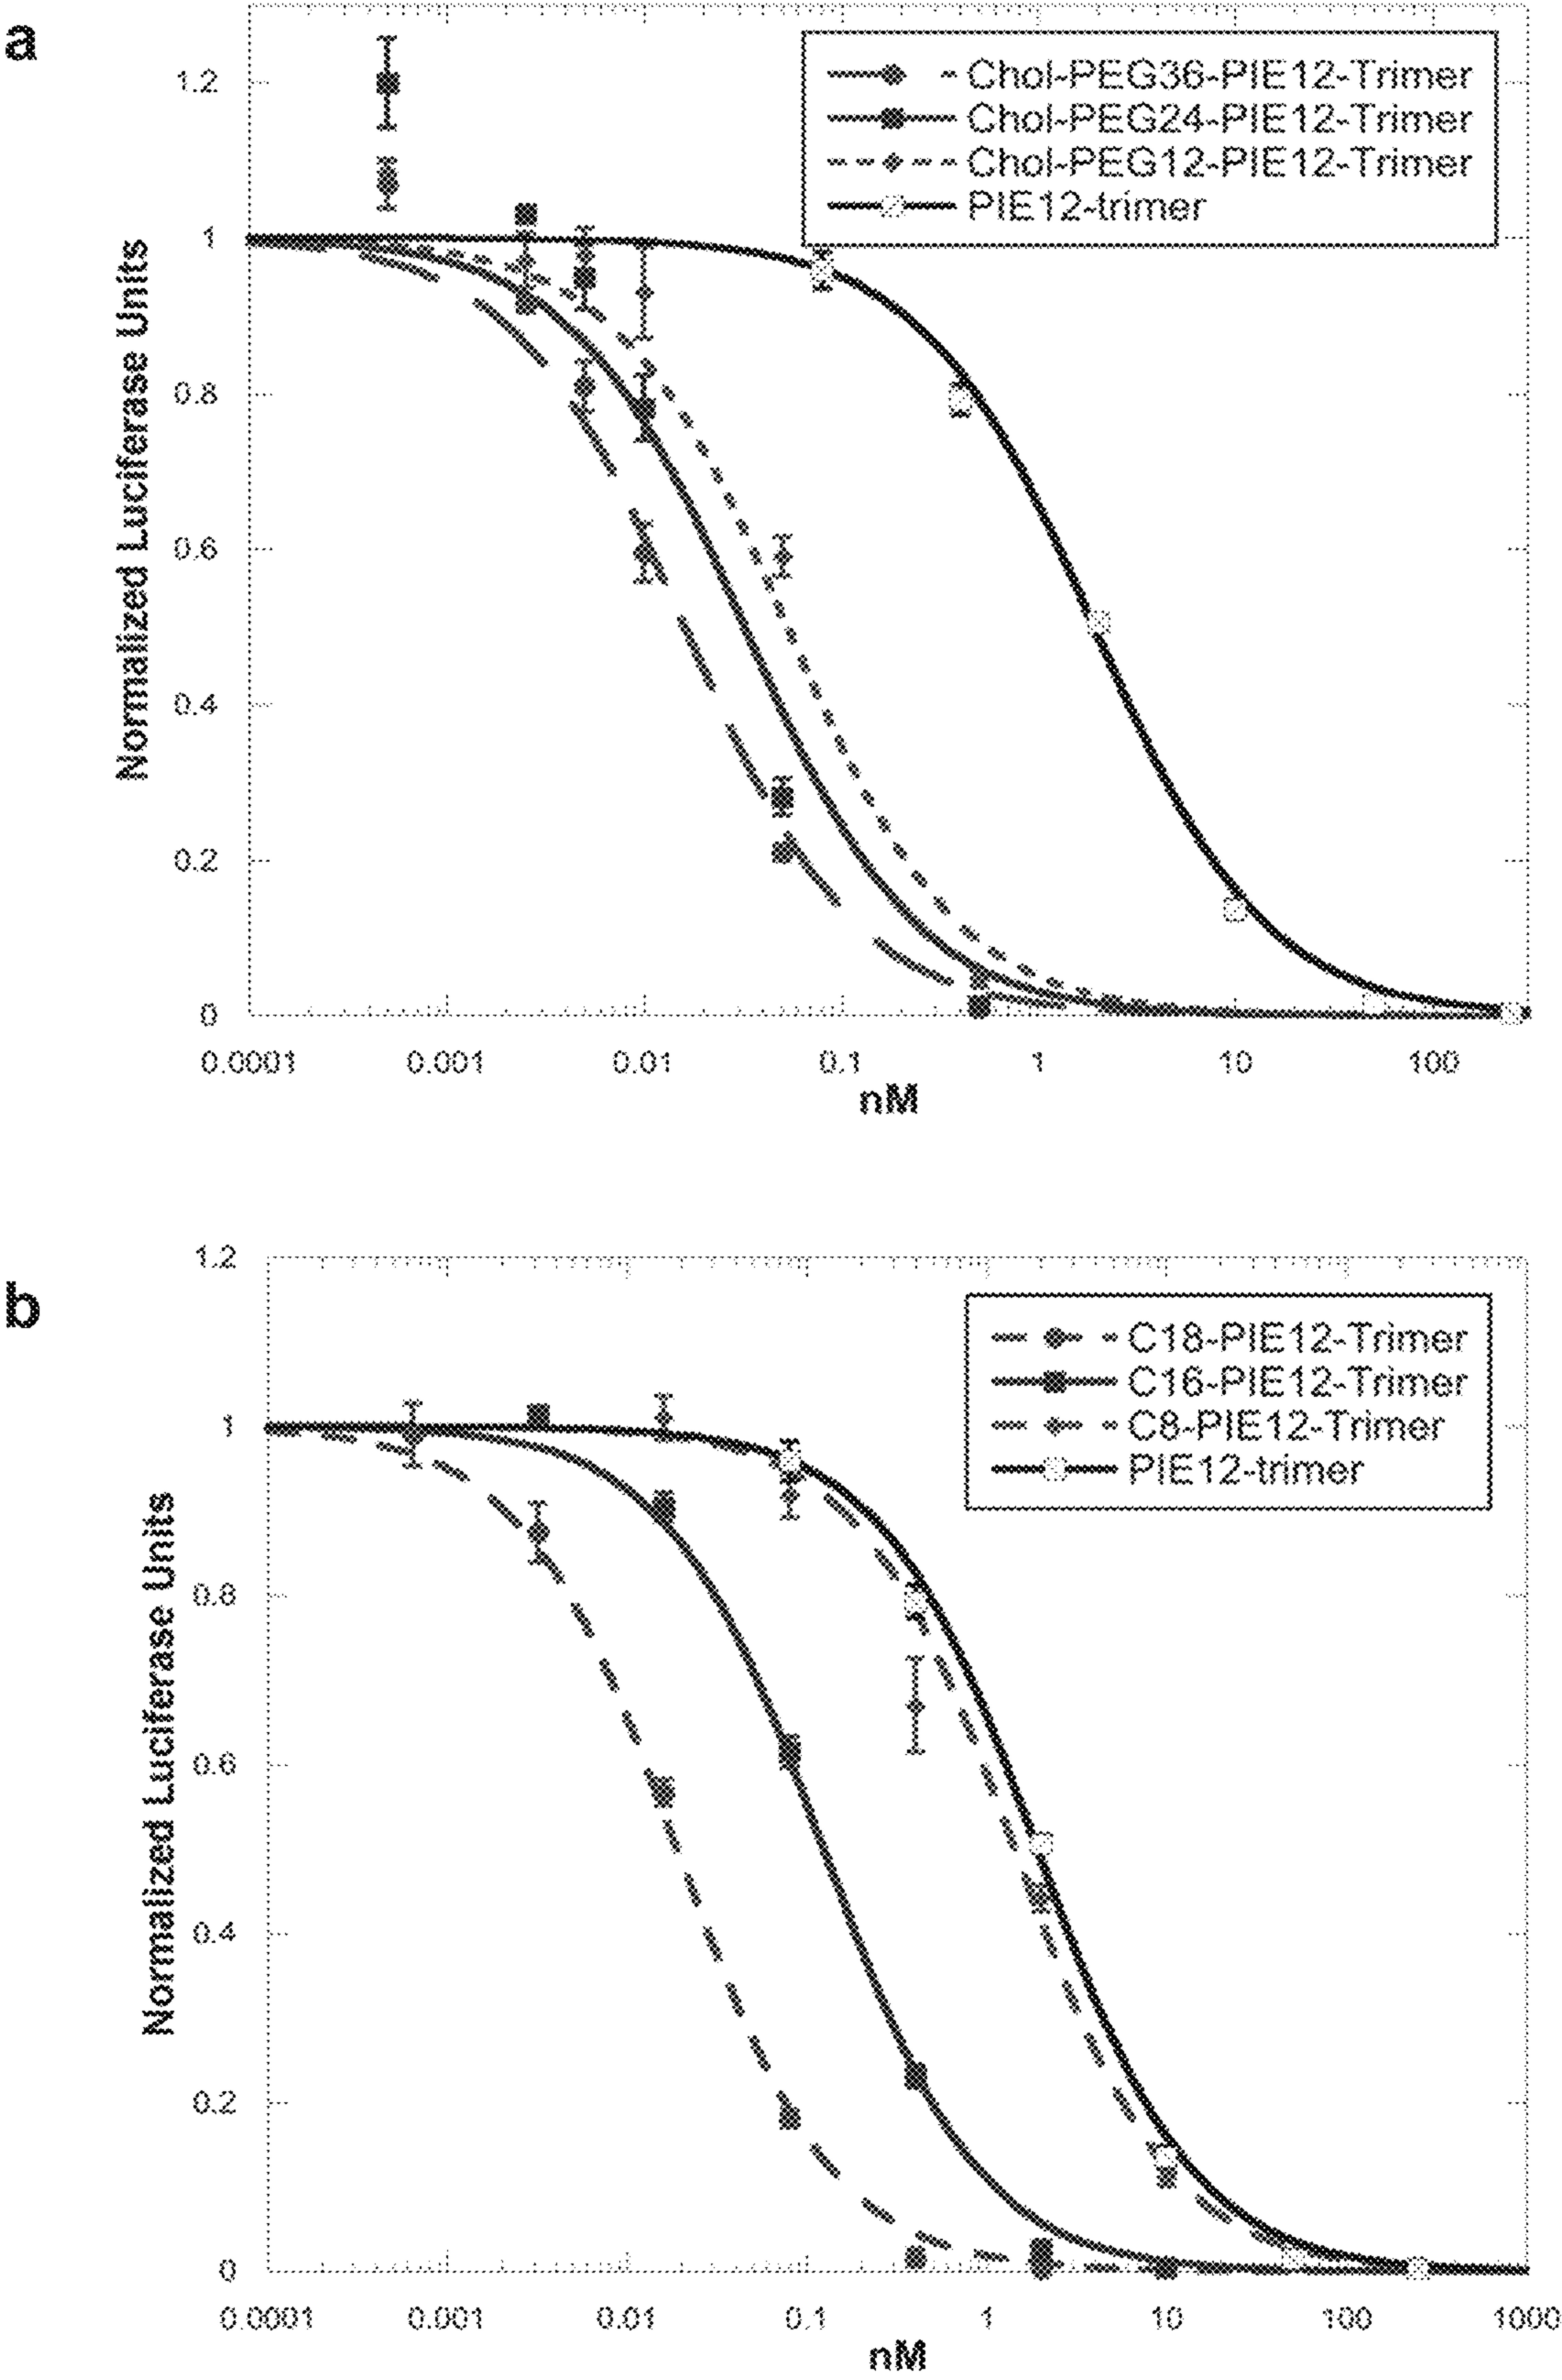 a
Chol-PEG36-PIE12-Trimer
Chol-PEG24-PIE12-Trimer
Chol-PEG12-PIE12-Trimer
PIE12-trimer
1.2
1
0.8
0.6
0.4
0.2
0
Normalized Luciferase Units
0.0001 0.001 0.01 0.1 1 10 100
nM
b
C18-PIE12-Trimer
C16-PIE12-Trimer
C8-PIE12-Trimer
PIE12-trimer
1.2
1
0.8
0.6
0.4
0.2
0
Normalized Luciferase Units
0.0001 0.001 0.01 0.1 1 10 100 1000
nM